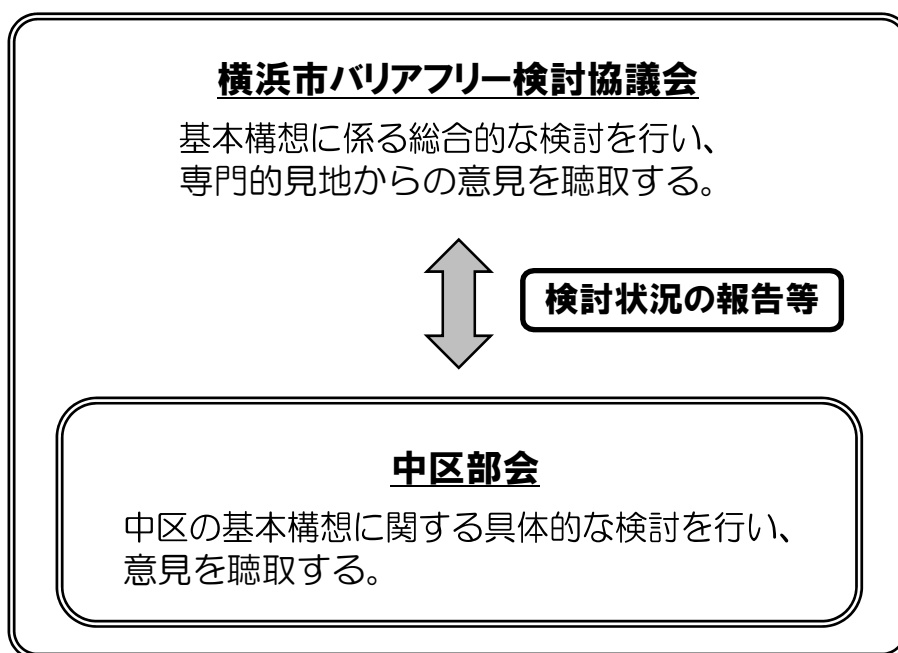 横浜市バリアフリー検討協議会
基本構想に係る総合的な検討を行い、
専門的見地からの意見を聴取する。
検討状況の報告等
中区部会
中区の基本構想に関する具体的な検討を行い、
意見を聴取する。